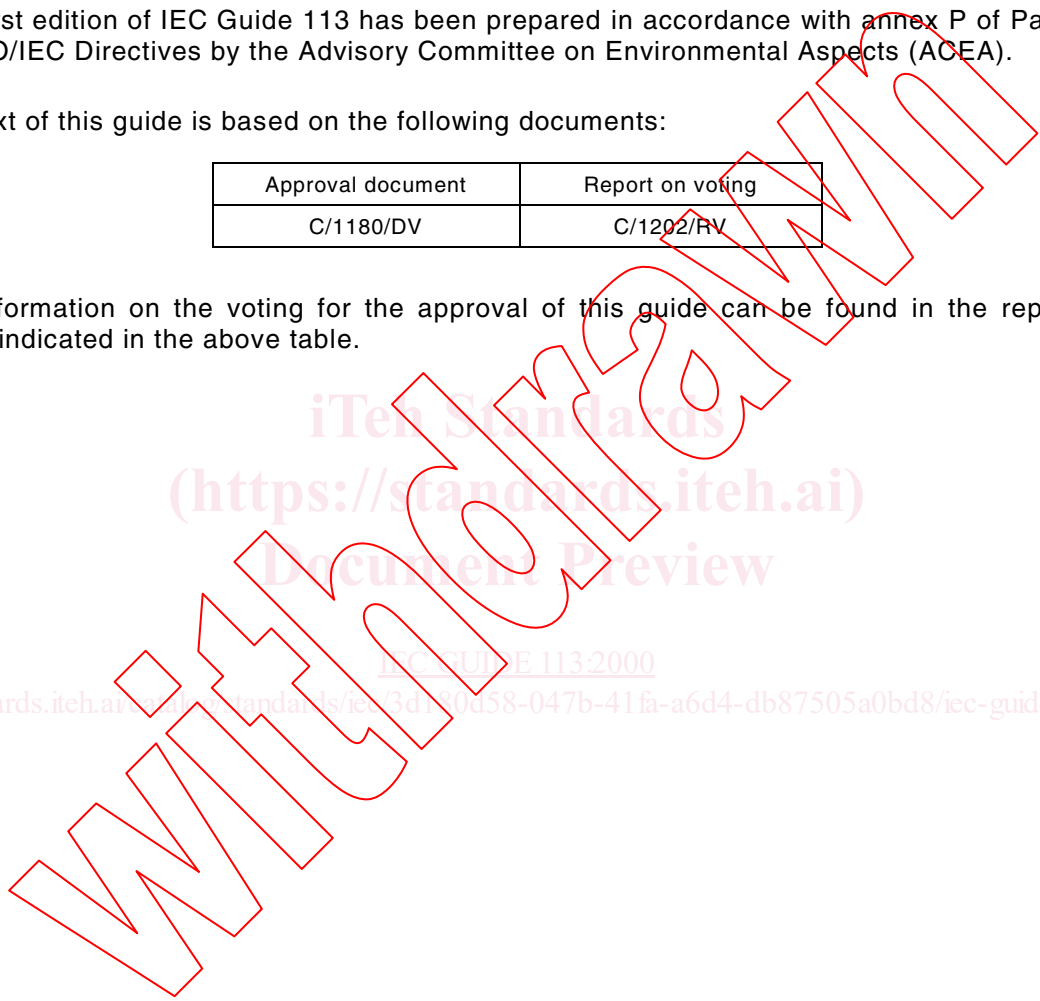 rst edition of IEC Guide 113 has been prepared in accordance with annex P of Pa
O/IEC Directives by the Advisory Committee on Environmental Aspects (ACEA).
xt of this guide is based on the following documents:
Approval document Report on voting
C/1180/DV C/1202/RV
formation on the voting for the approval of this guide can be found in the rep
indicated in the above table.
iTeh Standards
(https://standards.iteh.ai)
Document Preview
IEC GUIDE 113:2000
rds.iteh.ai/catalog/standards/iec/3d180d58-047b-41fa-a6d4-db87505a0bd8/iec-guid
withdrawn